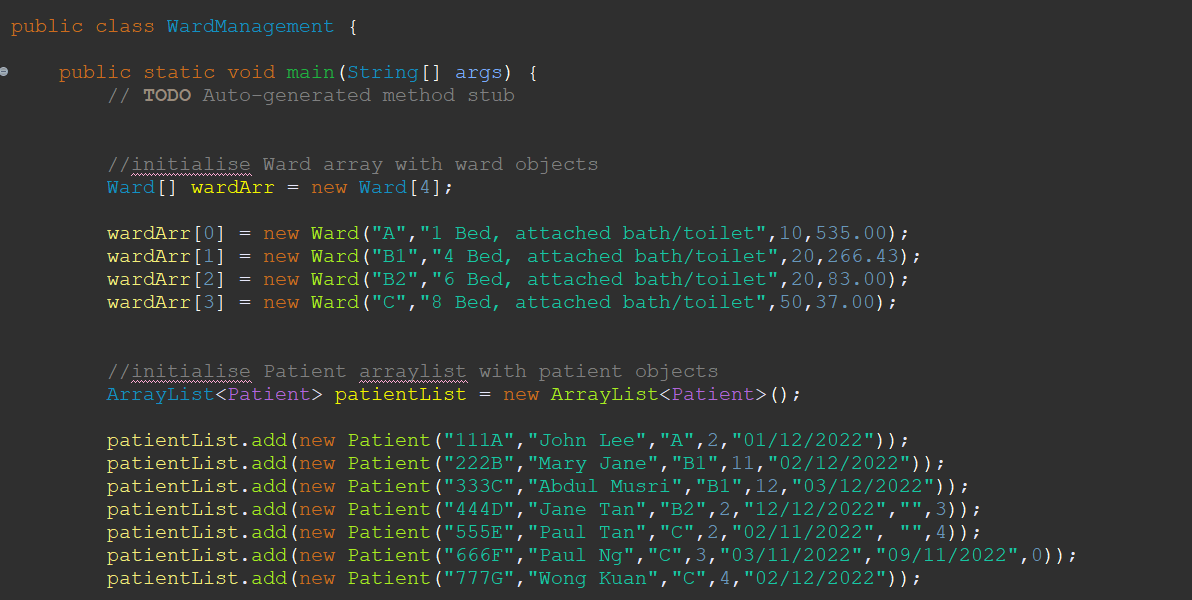 public class WardManagement {
public static void main(String[] args) {
// TODO Auto-generated method stub
//initialise Ward array with ward objects
Ward[] wardArr = new Ward[4];
wardArr[0] = new Ward("A","1 Bed, attached bath/toilet",10,535.00);
wardArr[1] = new Ward("B1","4 Bed, attached bath/toilet",20,266.43);
wardArr[2] = new Ward("B2","6 Bed, attached bath/toilet",20,83.00);
wardArr[3] = new Ward("C","8 Bed, attached bath/toilet",50,37.00);
//initialise Patient arraylist with patient objects
ArrayList<Patient> patientList = new ArrayList<Patient>();
patientList.add(new Patient("111A","John Lee","A",2,"01/12/2022"));
patientList.add(new Patient("222B","Mary Jane","B1",11,"02/12/2022"));
patientList.add(new Patient("333C","Abdul Musri","B1",12,"03/12/2022"));
patientList.add(new Patient("444D","Jane Tan","B2",2,"12/12/2022","",3));
patientList.add(new Patient("555E","Paul Tan","C",2,"02/11/2022", "",4));
patientList.add(new Patient("666F","Paul Ng","C",3,"03/11/2022","09/11/2022",0));
patientList.add(new Patient("777G","Wong Kuan","C",4,"02/12/2022"));